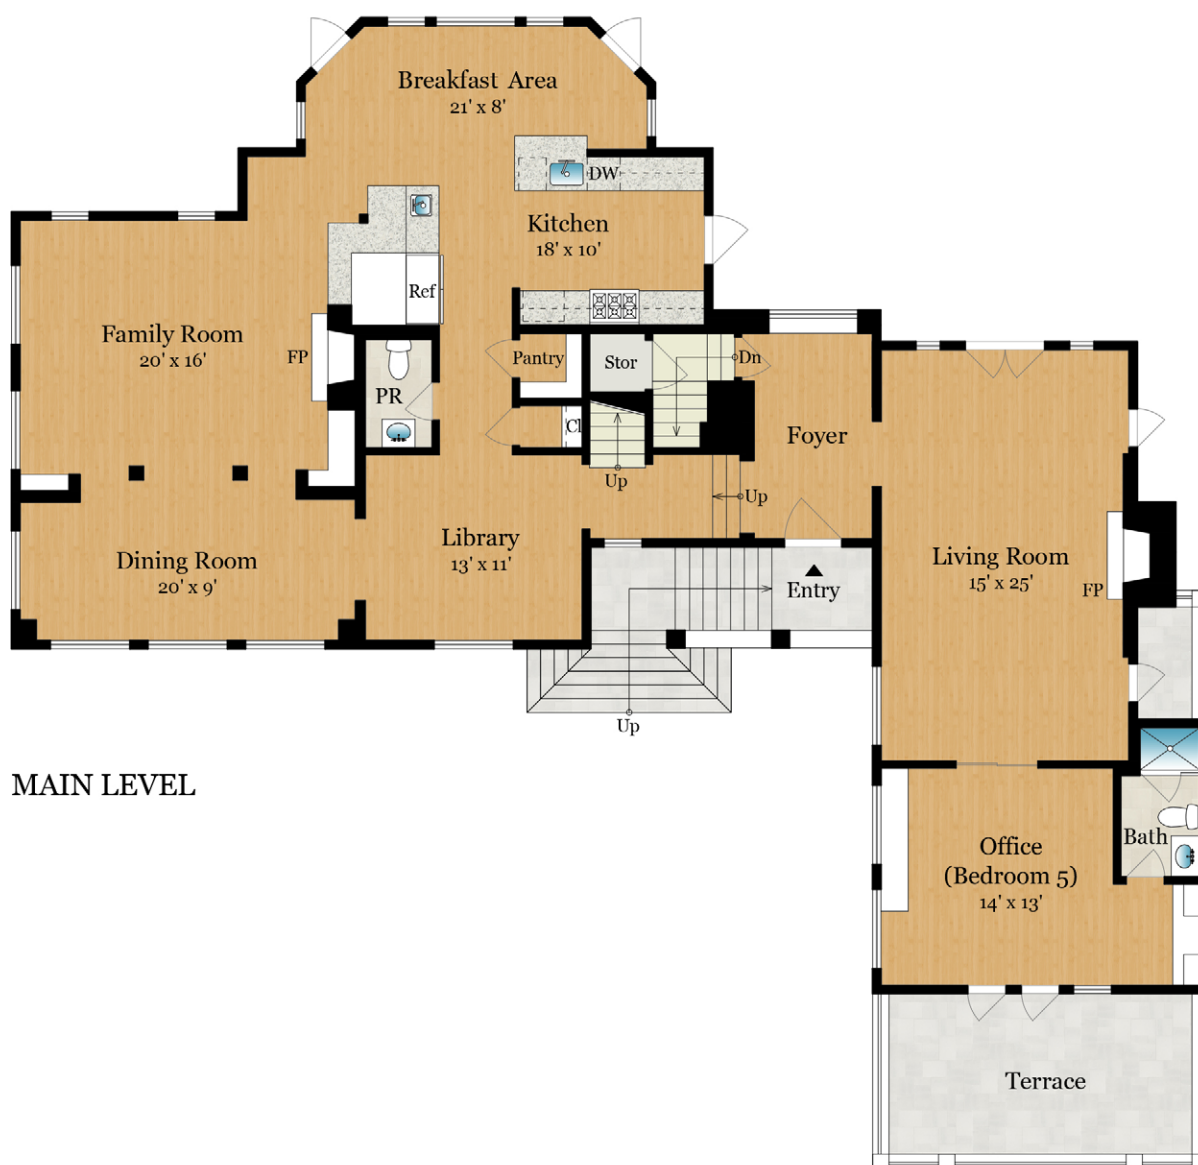 Breakfast Area
21' x 8'
DW
Kitchen
18' x 10'
Ref
Family Room
20' x 16'
FP
PR
Pantry
Stor
Dn
Cl
Foyer
Up
Up
Library
13' x 11'
Dining Room
20' x 9'
Entry
Living Room
15' x 25'
FP
Up
MAIN LEVEL
Bath
Office
(Bedroom 5)
14' x 13'
Terrace